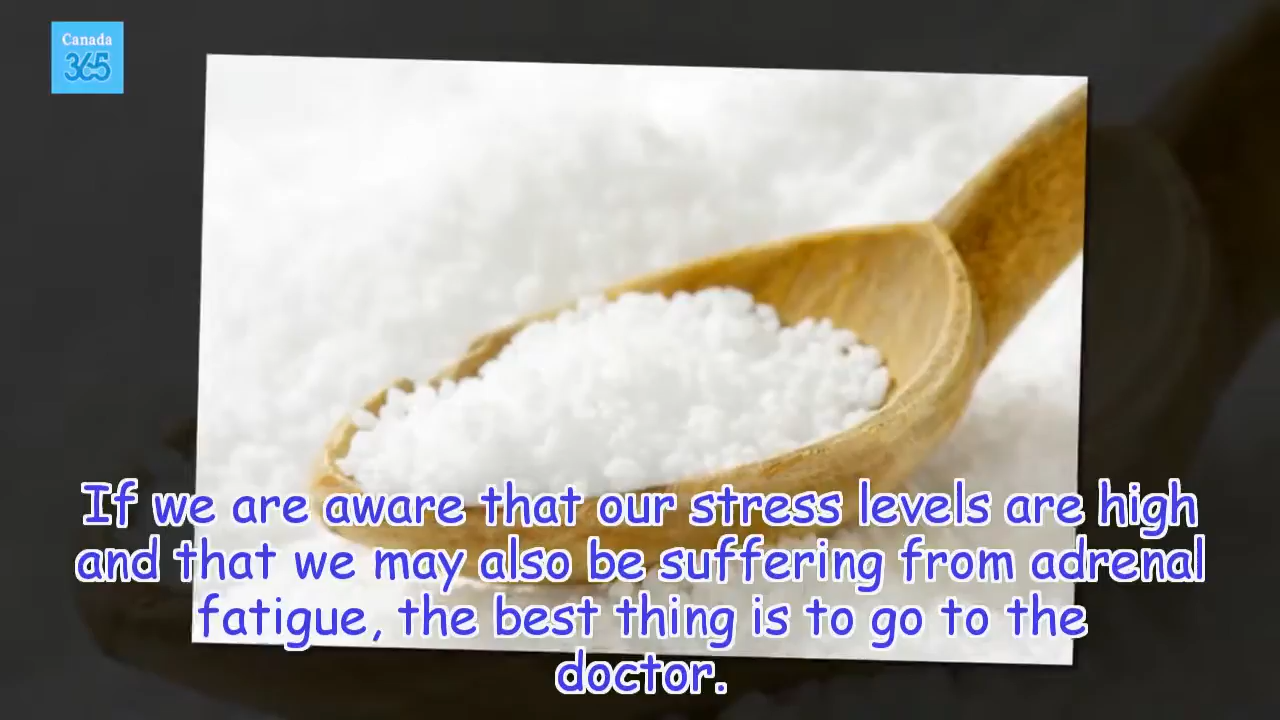 Canada
365
If we are aware that our stress levels are high
and that we may also be suffering from adrenal
fatigue, the best thing is to go to the
doctor.